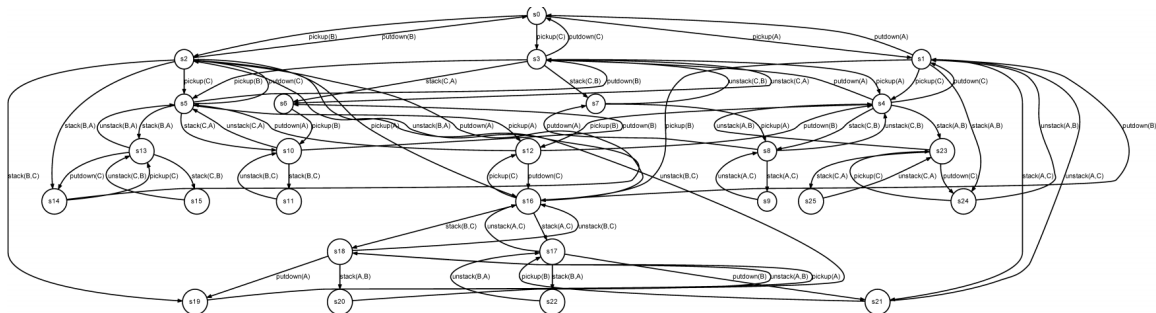 s0
pickup(B) putdown(B) pickup(C) putdown(C) pickup(A) putdown(A)
s2 s3 s1
pickup(C) pickup(B) putdown(C) stack(C,A) stack(C,B) putdown(B) unstack(C,B) unstack(C,A) putdown(A) pickup(A) pickup(C) putdown(C)
s5 s6 s7 s4
stack(B,A) unstack(B,A) stack(B,A) stack(C,A) unstack(C,A) putdown(A) pickup(B) pickup(A) unstack(B,A) putdown(A) pickup(A) putdown(A) pickup(B) putdown(B) pickup(B) unstack(A,B) stack(C,B) unstack(C,B) stack(A,B) stack(A,B) unstack(A,B) putdown(B)
s13 s10 s12 s8 s23
stack(B,C) putdown(C) pickup(C) unstack(C,B) stack(C,B) unstack(B,C) stack(B,C) pickup(C) putdown(C) unstack(B,C) unstack(A,C) stack(A,C) stack(C,A) pickup(C) unstack(C,A) putdown(C) stack(A,C) unstack(A,C)
s14 s15 s11 s16 s9 s25 s24
stack(B,C) unstack(A,C) stack(A,C) unstack(B,C)
s18 s17
putdown(A) stack(A,B) unstack(B,A) pickup(B) stack(B,A) putdown(B) unstack(A,B) pickup(A)
s19 s20 s22 s21